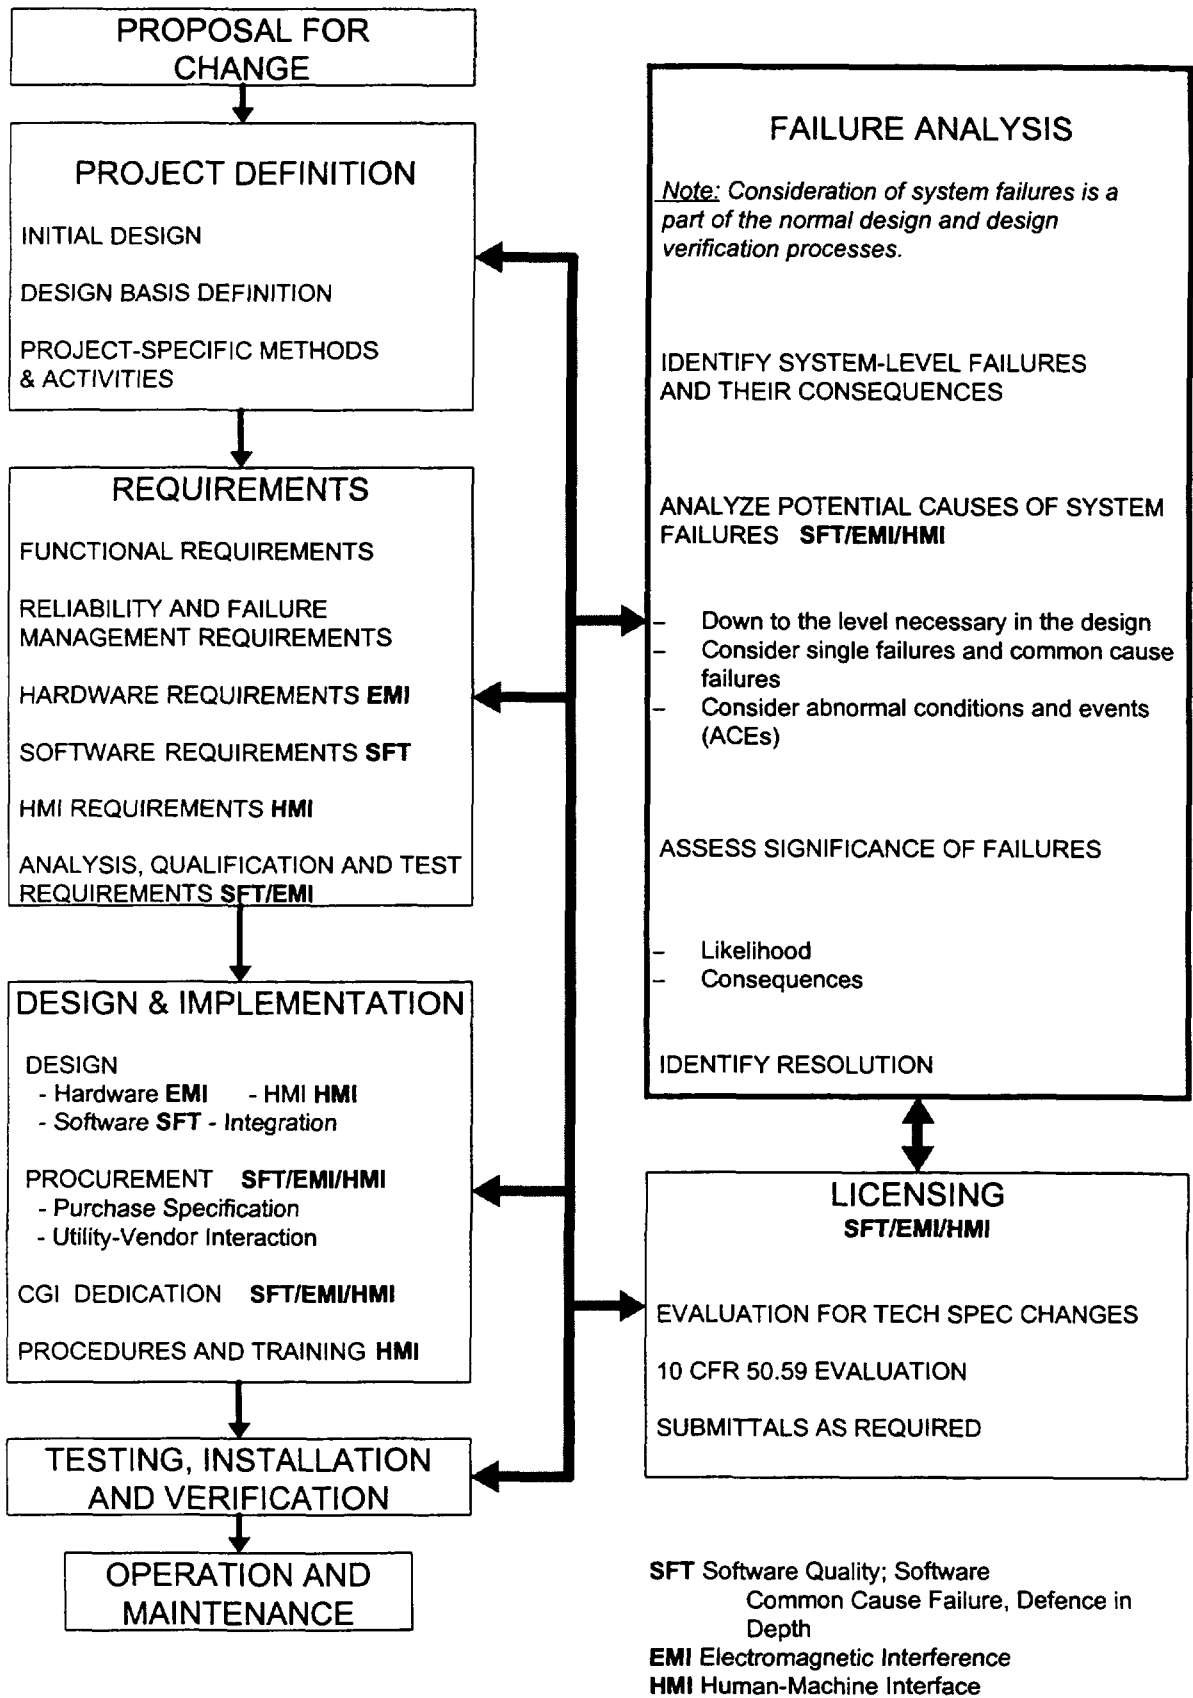 PROPOSAL FOR
CHANGE
PROJECT DEFINITION
INITIAL DESIGN
DESIGN BASIS DEFINITION
PROJECT-SPECIFIC METHODS
& ACTIVITIES
REQUIREMENTS
FUNCTIONAL REQUIREMENTS
RELIABILITY AND FAILURE
MANAGEMENT REQUIREMENTS
HARDWARE REQUIREMENTS EMI
SOFTWARE REQUIREMENTS SFT
HMI REQUIREMENTS HMI
ANALYSIS, QUALIFICATION AND TEST
REQUIREMENTS SFT/EMI
DESIGN & IMPLEMENTATION
DESIGN
- Hardware EMI - HMI HMI
- Software SFT - Integration
PROCUREMENT SFT/EMI/HMI
- Purchase Specification
- Utility-Vendor Interaction
CGI DEDICATION SFT/EMI/HMI
PROCEDURES AND TRAINING HMI
TESTING, INSTALLATION
AND VERIFICATION
OPERATION AND
MAINTENANCE
FAILURE ANALYSIS
Note: Consideration of system failures is a
part of the normal design and design
verification processes.
IDENTIFY SYSTEM-LEVEL FAILURES
AND THEIR CONSEQUENCES
ANALYZE POTENTIAL CAUSES OF SYSTEM
FAILURES SFT/EMI/HMI
– Down to the level necessary in the design
– Consider single failures and common cause
failures
– Consider abnormal conditions and events
(ACEs)
ASSESS SIGNIFICANCE OF FAILURES
– Likelihood
– Consequences
IDENTIFY RESOLUTION
LICENSING
SFT/EMI/HMI
EVALUATION FOR TECH SPEC CHANGES
10 CFR 50.59 EVALUATION
SUBMITTALS AS REQUIRED
SFT Software Quality; Software
Common Cause Failure, Defence in
Depth
EMI Electromagnetic Interference
HMI Human-Machine Interface